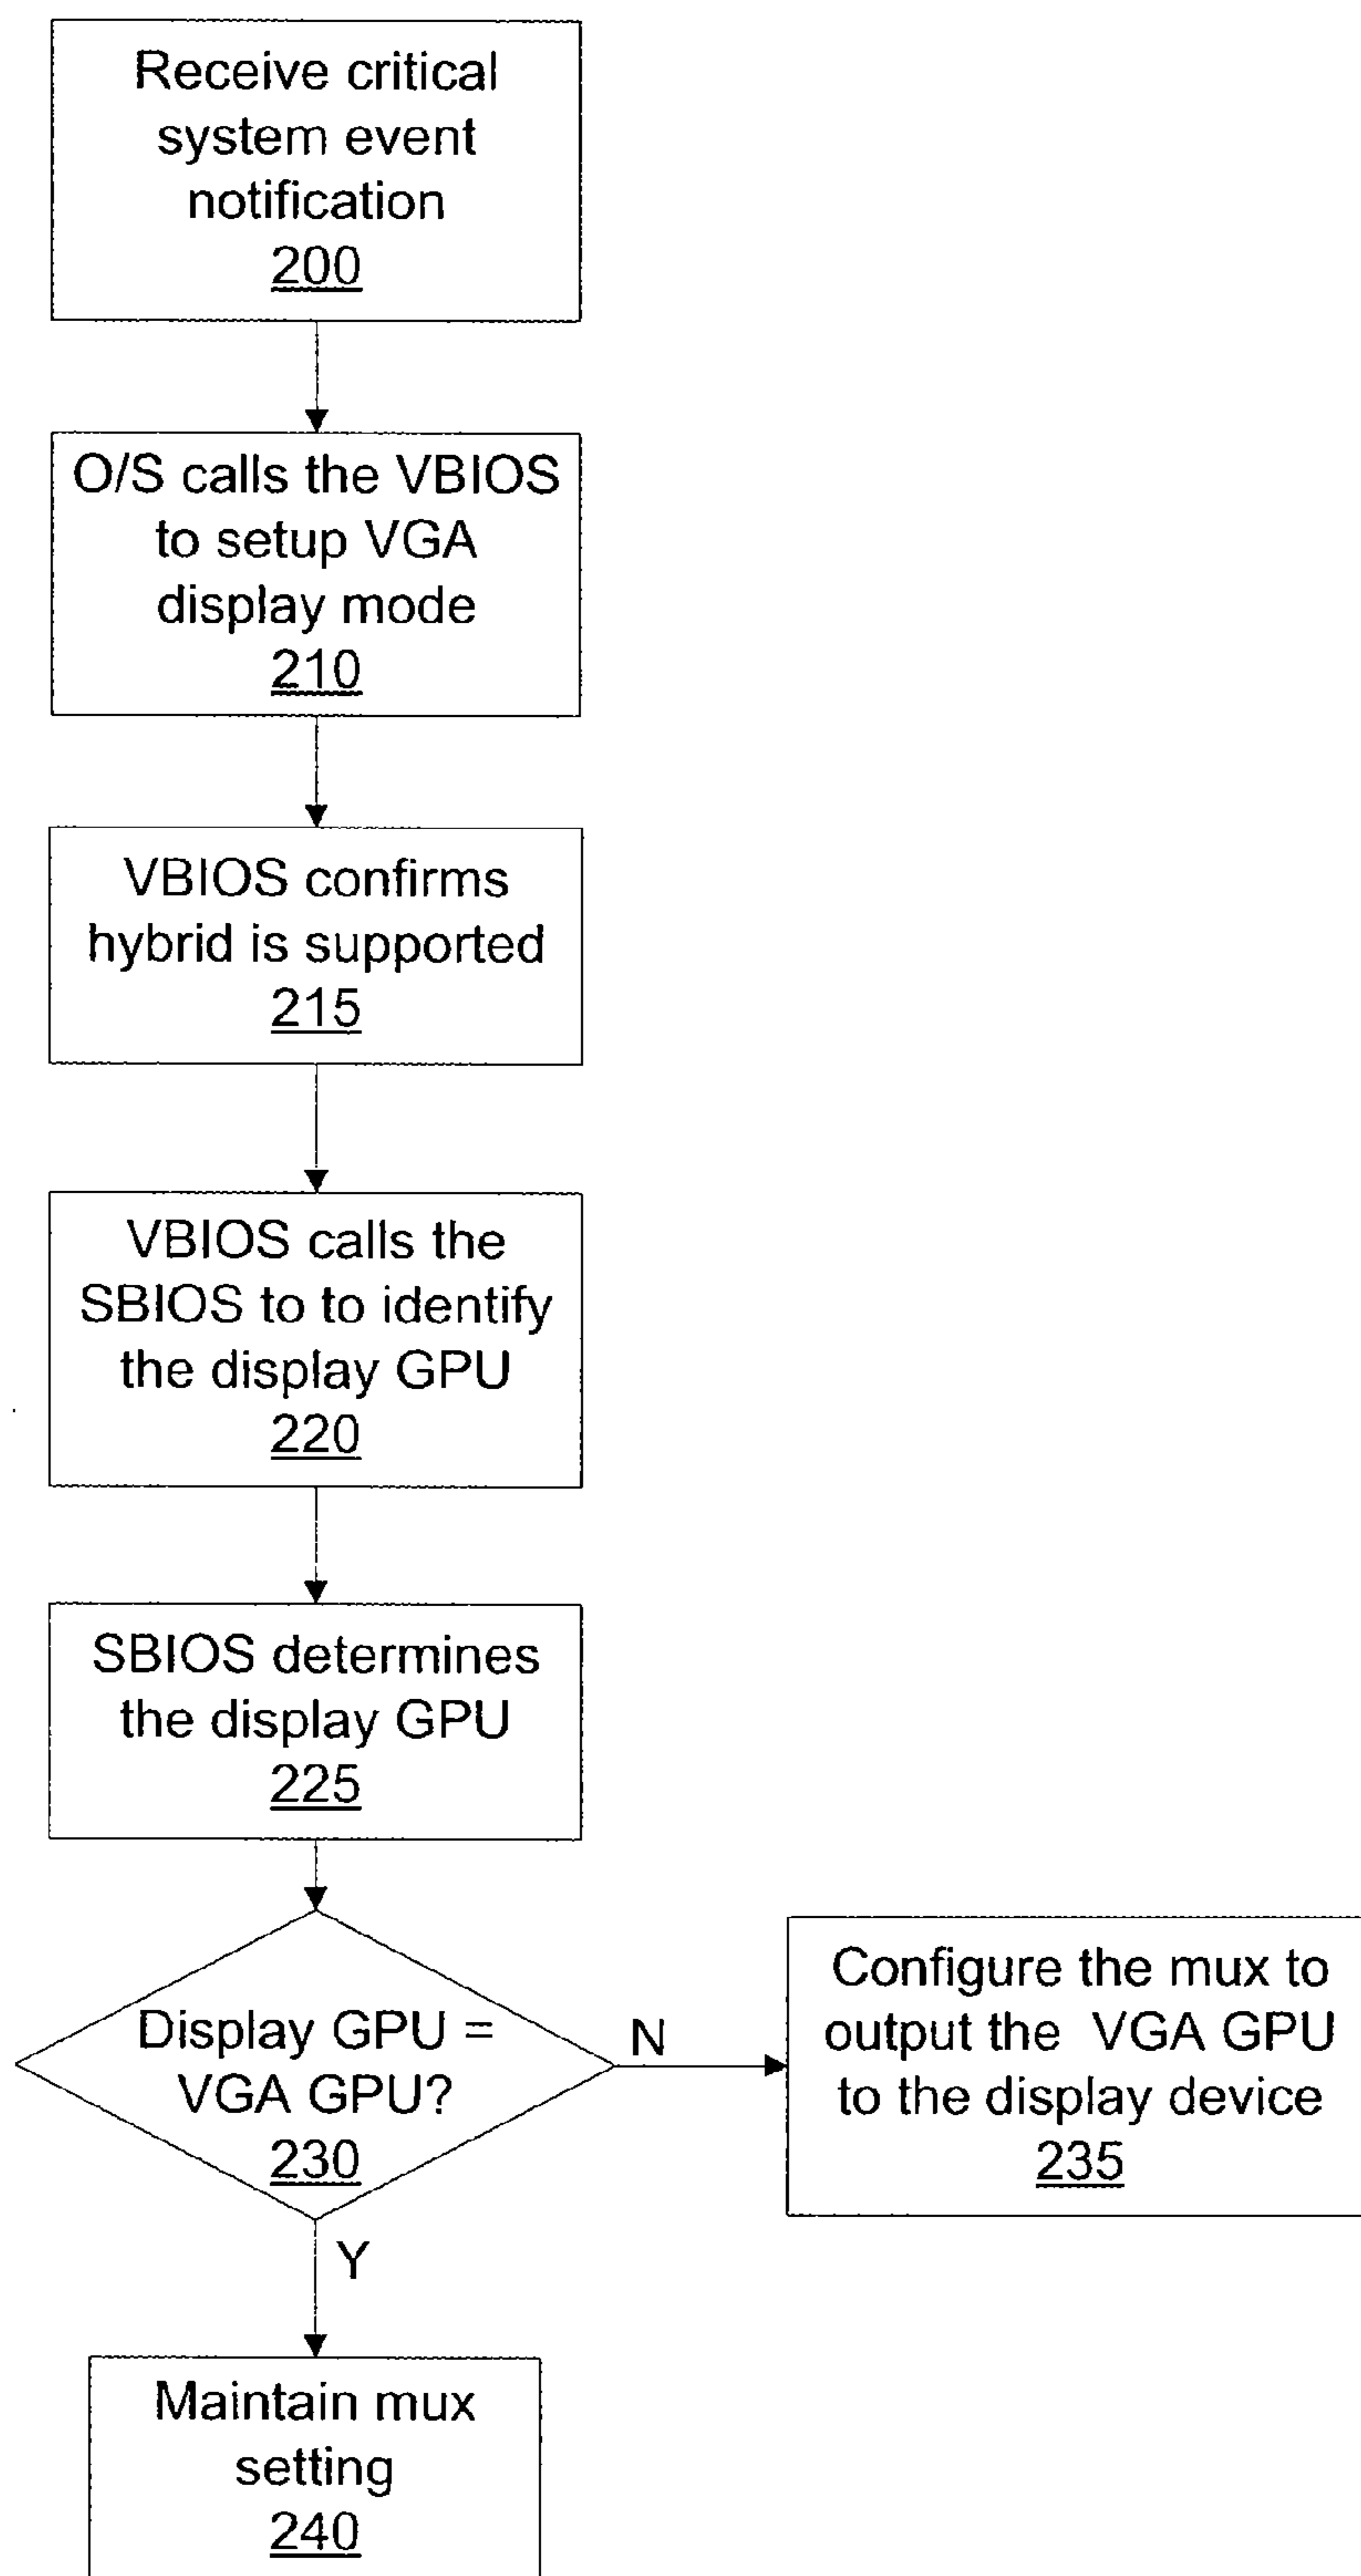 Receive critical
system event
notification
200
O/S calls the VBIOS
to setup VGA
display mode
210
VBIOS confirms
hybrid is supported
215
VBIOS calls the
SBIOS to to identify
the display GPU
220
SBIOS determines
the display GPU
225
Display GPU =
VGA GPU?
230
N
Configure the mux to
output the VGA GPU
to the display device
235
Y
Maintain mux
setting
240